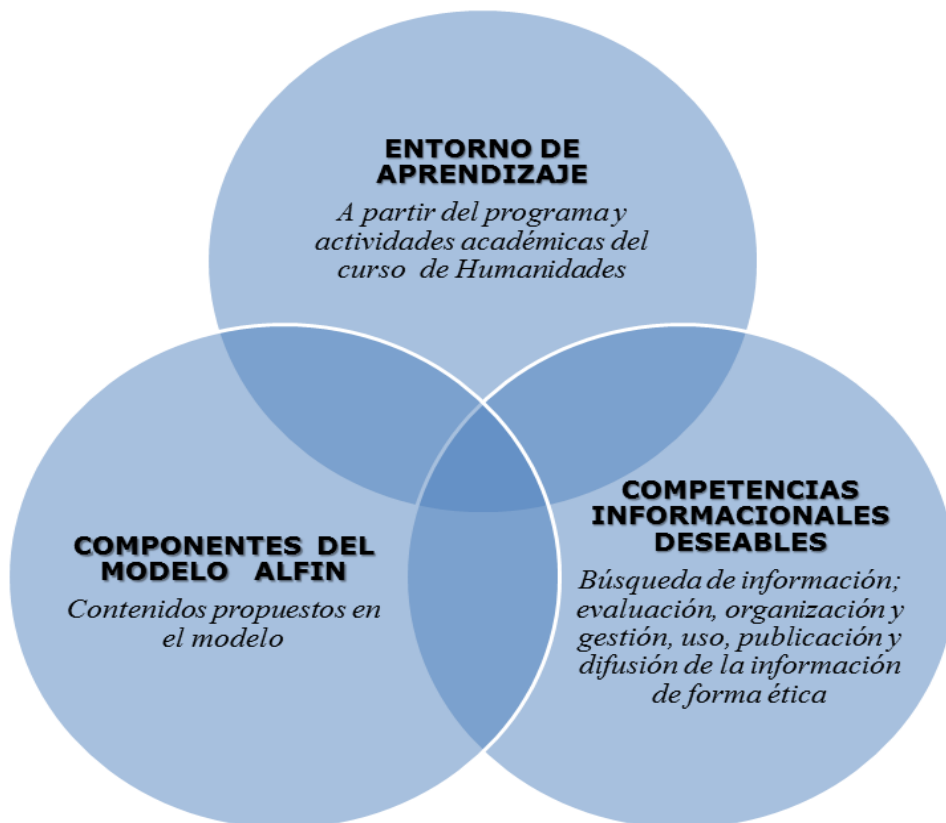 ENTORNO DE
APRENDIZAJE
A partir del programa y
actividades académicas del
curso de Humanidades
COMPONENTES DEL
MODELO ALFIN
Contenidos propuestos en
el modelo
COMPETENCIAS
INFORMACIONALES
DESEABLES
Búsqueda de información;
evaluación, organización y
gestión, uso, publicación y
difusión de la información
de forma ética